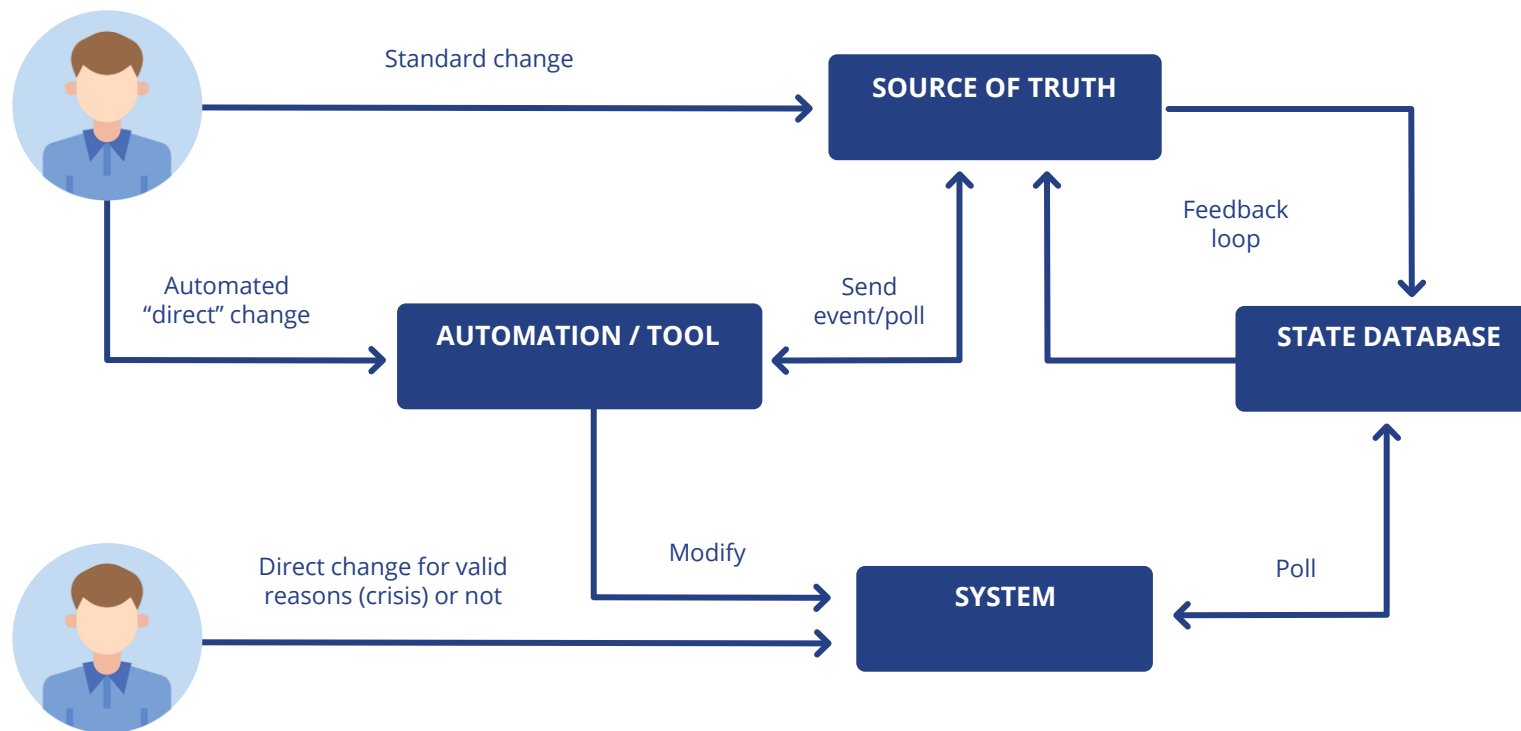 Standard change
SOURCE OF TRUTH
Feedback
loop
Automated
“direct” change
Send
event/poll
AUTOMATION / TOOL
STATE DATABASE
Direct change for valid
reasons (crisis) or not
Modify
Poll
SYSTEM